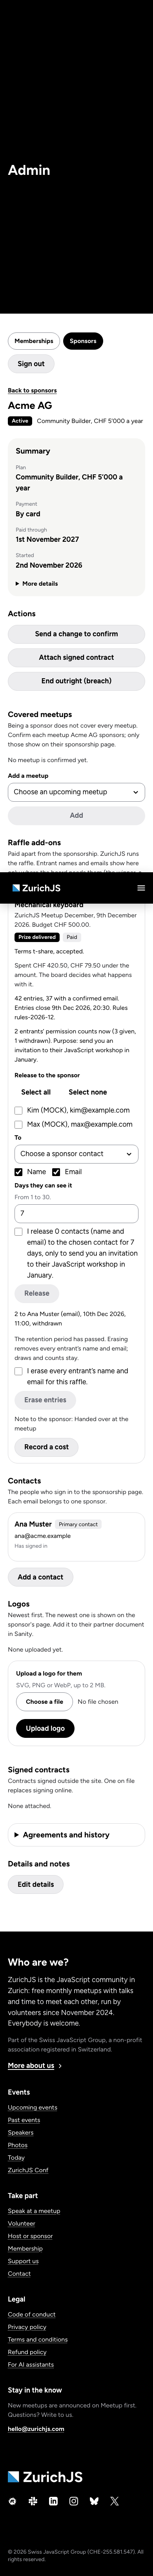 Admin
Memberships
Sponsors
Sign out
Back to sponsors
Acme AG
Active
Community Builder, CHF 5'000 a year
Summary
Plan
Community Builder, CHF 5'000 a
year
Payment
By card
Paid through
1st November 2027
Started
2nd November 2026
More details
Actions
Send a change to confirm
Attach signed contract
End outright (breach)
Covered meetups
Being a sponsor does not cover every meetup.
Confirm each meetup Acme AG sponsors; only
those show on their sponsorship page.
No meetup is confirmed yet.
Add a meetup
Choose an upcoming meetup
Add
Raffle add-ons
Paid apart from the sponsorship. ZurichJS runs
the raffle. Entrant names and emails show here
ZurichJS
Mechanical keyboard
ZurichJS Meetup December, 9th December
2026. Budget CHF 500.00.
Prize delivered
Paid
Terms t-share, accepted.
Spent CHF 420.50, CHF 79.50 under the
amount. The board decides what happens
with it.
42 entries, 37 with a confirmed email.
Entries close 9th Dec 2026, 20:30. Rules
rules-2026-12.
2 entrants' permission counts now (3 given,
1 withdrawn). Purpose: send you an
invitation to their JavaScript workshop in
January.
Release to the sponsor
Select all
Select none
Kim (MOCK), kim@example.com
Max (MOCK), max@example.com
To
Choose a sponsor contact
Name
Email
Days they can see it
From 1 to 30.
7
I release 0 contacts (name and
email) to the chosen contact for 7
days, only to send you an invitation
to their JavaScript workshop in
January.
Release
2 to Ana Muster (email), 10th Dec 2026,
11:00, withdrawn
The retention period has passed. Erasing
removes every entrant's name and email;
draws and counts stay.
I erase every entrant's name and
email for this raffle.
Erase entries
Note to the sponsor: Handed over at the
meetup
Record a cost
Contacts
The people who sign in to the sponsorship page.
Each email belongs to one sponsor.
Ana Muster
Primary contact
ana@acme.example
Has signed in
Add a contact
Logos
Newest first. The newest one is shown on the
sponsor's page. Add it to their partner document
in Sanity.
None uploaded yet.
Upload a logo for them
SVG, PNG or WebP, up to 2 MB.
Choose a file
No file chosen
Upload logo
Signed contracts
Contracts signed outside the site. One on file
replaces signing online.
None attached.
Agreements and history
Details and notes
Edit details
Who are we?
ZurichJS is the JavaScript community in
Zurich: free monthly meetups with talks
and time to meet each other, run by
volunteers since November 2024.
Everybody is welcome.
Part of the Swiss JavaScript Group, a non-profit
association registered in Switzerland.
More about us
Events
Upcoming events
Past events
Speakers
Photos
Today
ZurichJS Conf
Take part
Speak at a meetup
Volunteer
Host or sponsor
Membership
Support us
Contact
Legal
Code of conduct
Privacy policy
Terms and conditions
Refund policy
For AI assistants
Stay in the know
New meetups are announced on Meetup first.
Questions? Write to us.
hello@zurichjs.com
ZurichJS
© 2026 Swiss JavaScript Group (CHE-255.581.547). All
rights reserved.